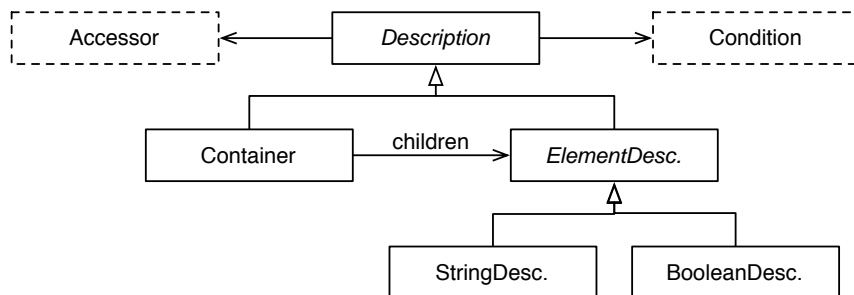 Accessor
Description
Condition
Container
children
ElementDesc.
StringDesc.
BooleanDesc.